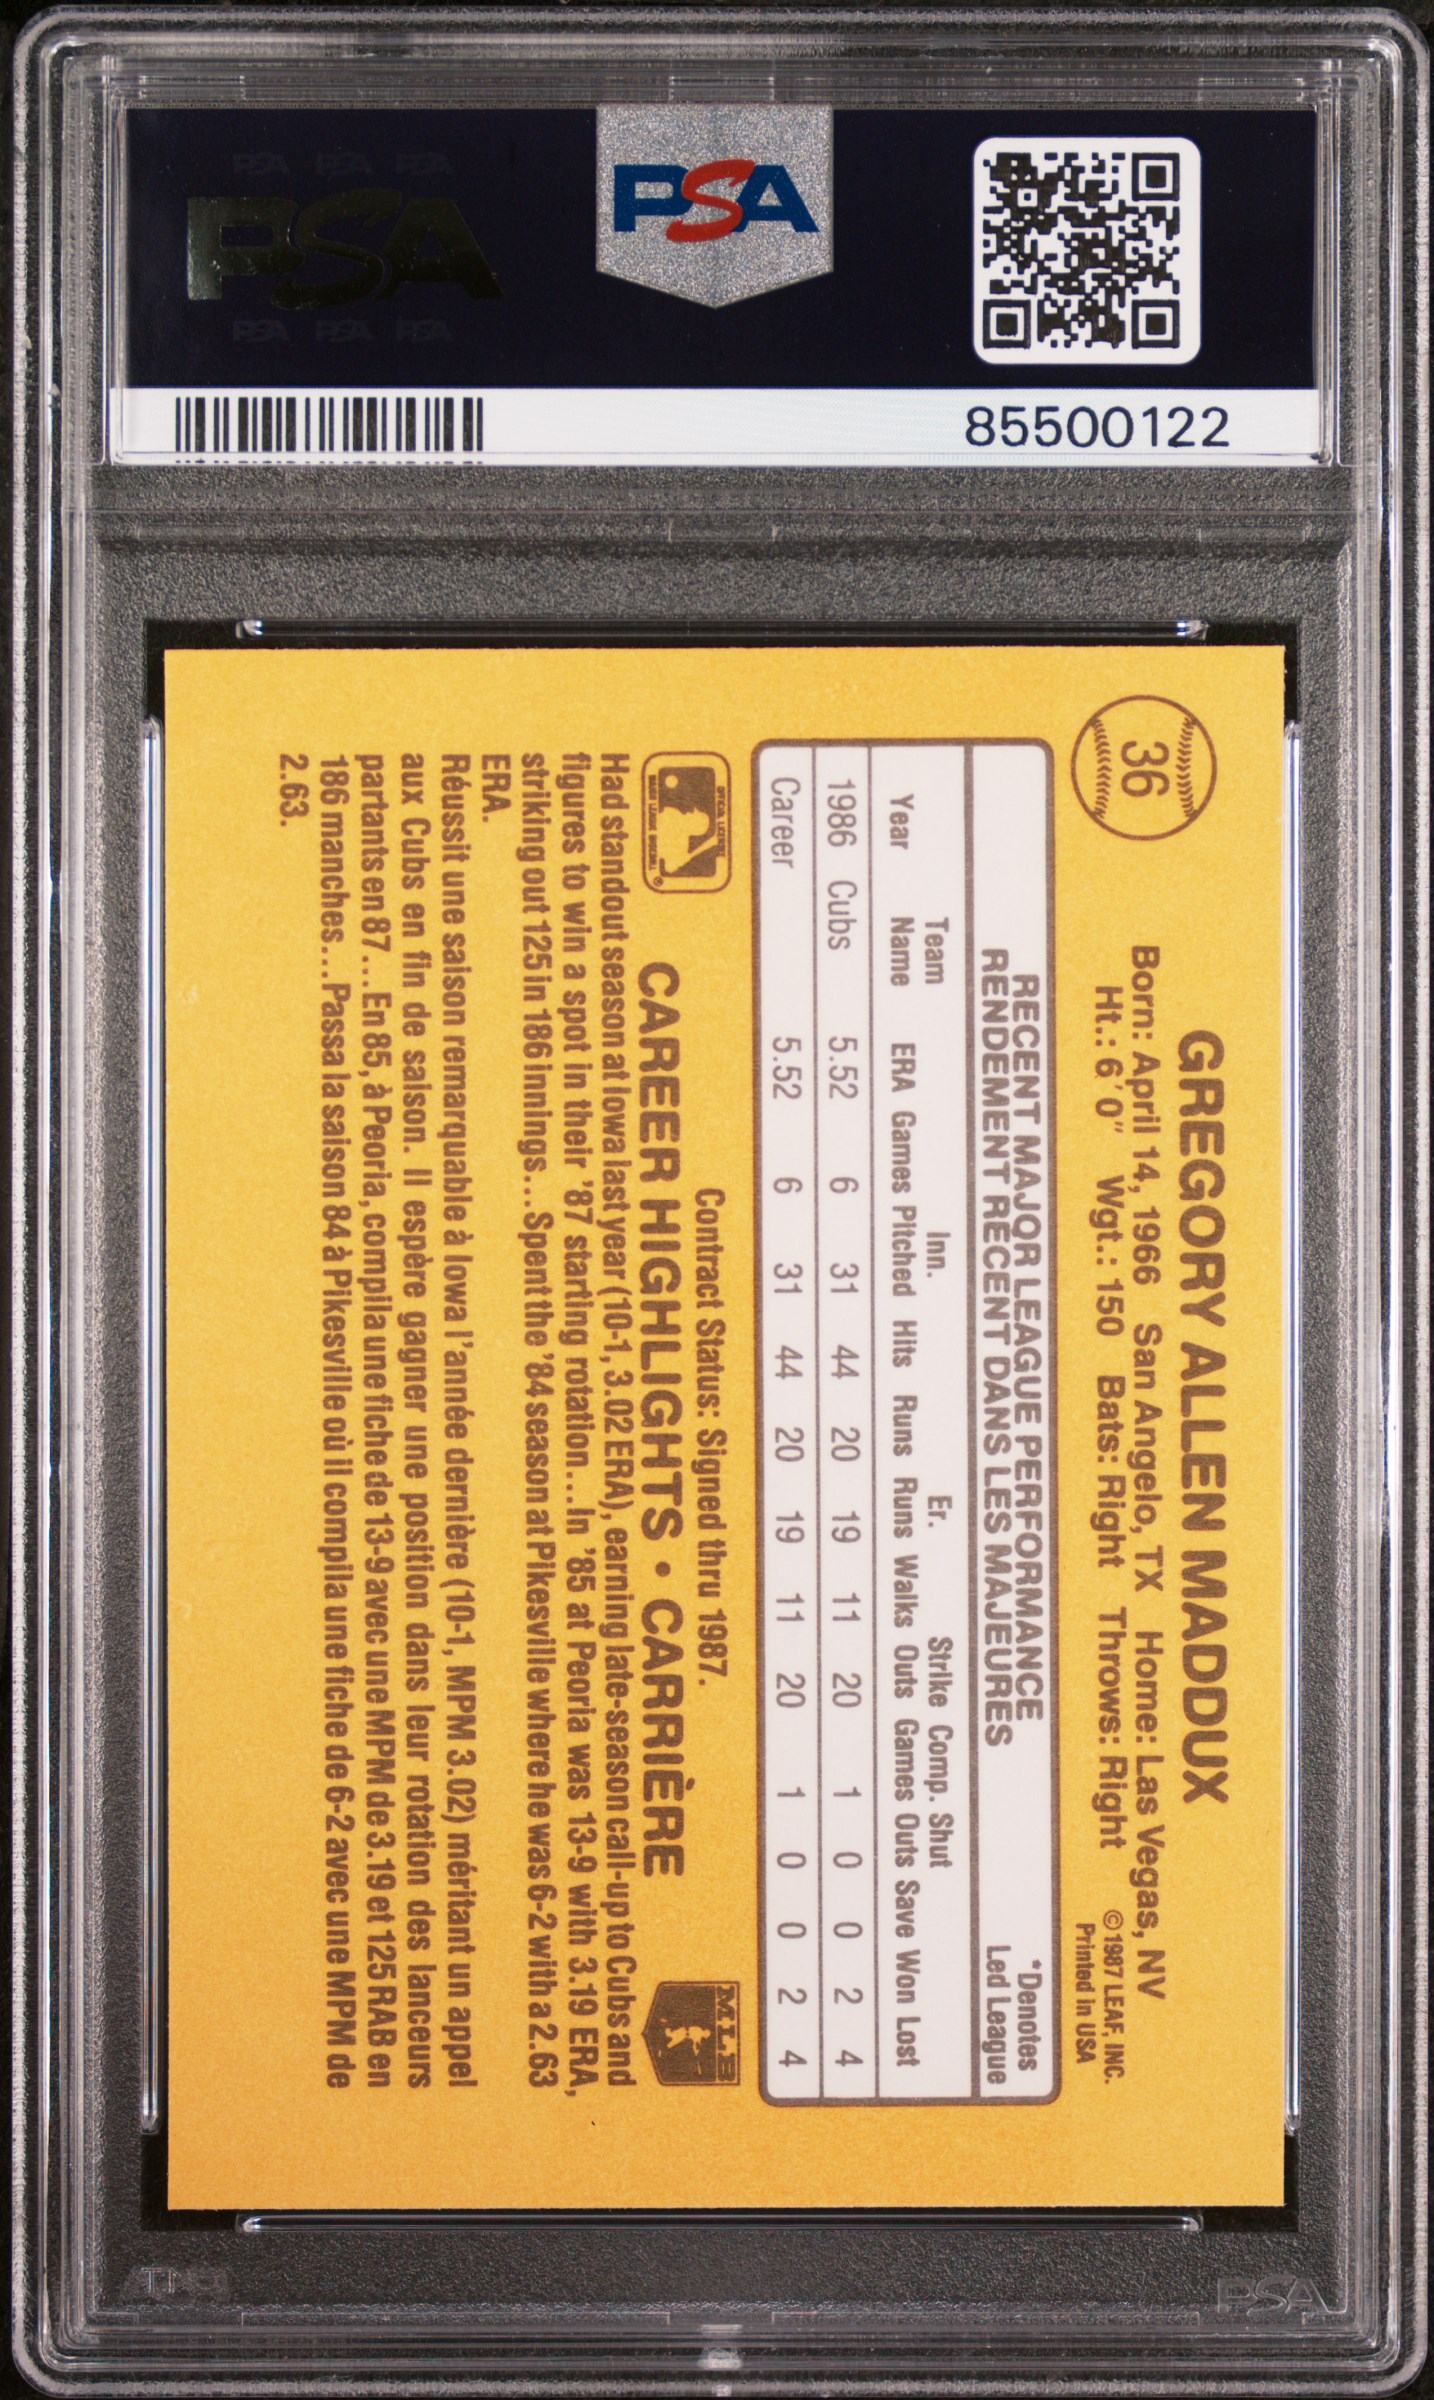 PSA PSA PSA
PSA
PSA PSA PSA
PSA
85500122
36
GREGORY ALLEN MADDUX
Born: April 14, 1966 San Angelo, TX Home: Las Vegas, NV
Ht.: 6'0" Wgt.: 150 Bats: Right Throws: Right
©1987 LEAF, INC.
Printed in USA
RECENT MAJOR LEAGUE PERFORMANCE
RENDEMENT RECENT DANS LES MAJEURES
*Denotes
Led League
Team Inn. Er. Strike Comp. Shut
Year Name ERA Games Pitched Hits Runs Runs Walks Outs Games Outs Save Won Lost
1986 Cubs 5.52 6 31 44 20 19 11 20 1 0 0 2 4
Career 5.52 6 31 44 20 19 11 20 1 0 0 2 4
OFFICIAL LICENSEE
MAJOR LEAGUE BASEBALL
®
Contract Status: Signed thru 1987.
CAREER HIGHLIGHTS • CARRIÈRE
MLB
Had standout season at Iowa last year (10-1, 3.02 ERA), earning late-season call-up to Cubs and
figures to win a spot in their '87 starting rotation...In '85 at Peoria was 13-9 with 3.19 ERA,
striking out 125 in 186 innings...Spent the '84 season at Pikesville where he was 6-2 with a 2.63
ERA.
Réussit une saison remarquable à Iowa l'année dernière (10-1, MPM 3.02) méritant un appel
aux Cubs en fin de saison. Il espère gagner une position dans leur rotation des lanceurs
partants en 87...En 85, à Peoria, compila une fiche de 13-9 avec une MPM de 3.19 et 125 RAB en
186 manches...Passa la saison 84 à Pikesville où il compila une fiche de 6-2 avec une MPM de
2.63.
PSA